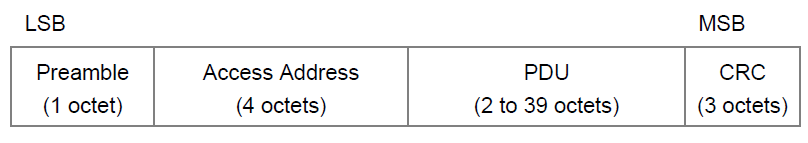 LSB
MSB
Preamble
(1 octet)
Access Address
(4 octets)
PDU
(2 to 39 octets)
CRC
(3 octets)